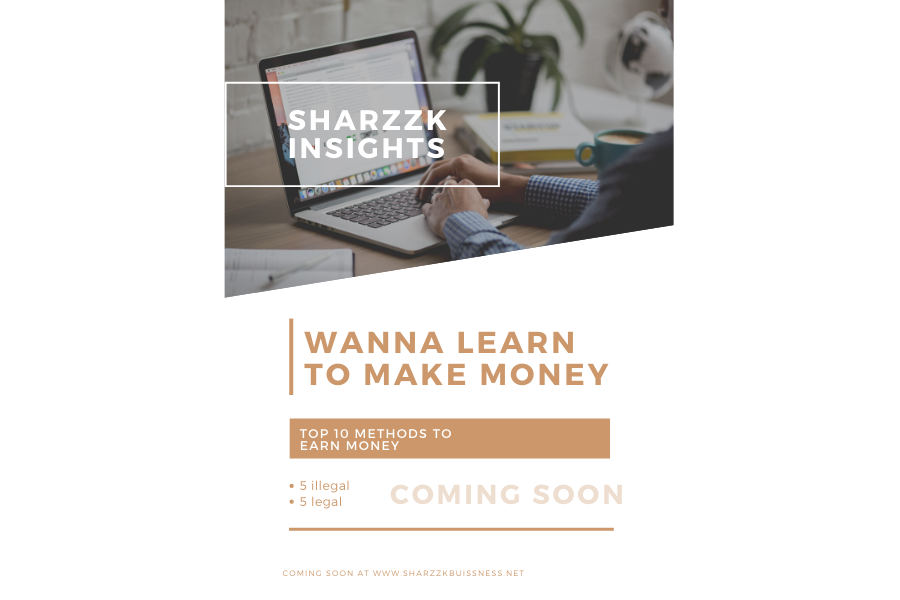 SHARZZK
INSIGHTS
WANNA LEARN
TO MAKE MONEY
TOP 10 METHODS TO
EARN MONEY
• 5 illegal
• 5 legal
COMING SOON
COMING SOON AT WWW.SHARZZKBUISSNESS.NET